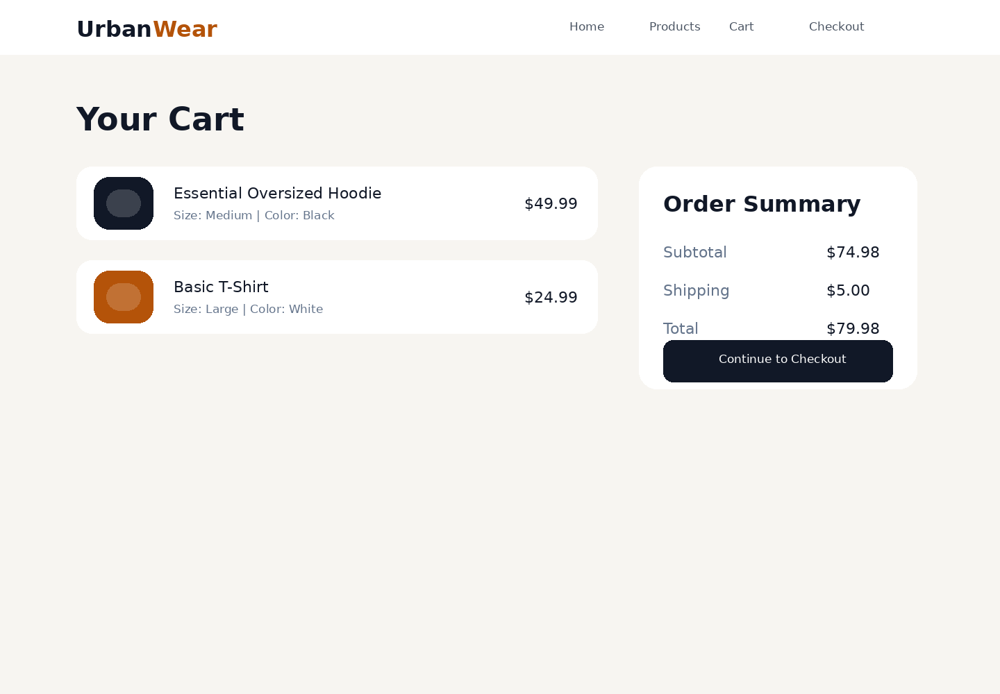 UrbanWear Home Products Cart Checkout
Your Cart
Essential Oversized Hoodie
Size: Medium | Color: Black
$49.99
Basic T-Shirt
Size: Large | Color: White
$24.99
Order Summary
Subtotal $74.98
Shipping $5.00
Total $79.98
Continue to Checkout